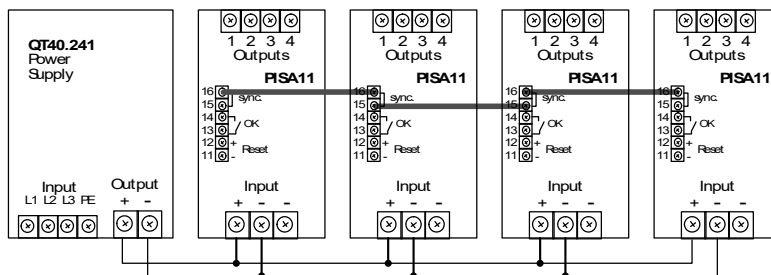 QT40.241
Power
Supply
Input
L1 L2 L3 PE
Output
+ -
1 2 3 4
Outputs
PISA11
16
15
14
13
12
11
sync.
OK
+
Reset
-
Input
+ - -
1 2 3 4
Outputs
PISA11
16
15
14
13
12
11
sync.
OK
+
Reset
-
Input
+ - -
1 2 3 4
Outputs
PISA11
16
15
14
13
12
11
sync.
OK
+
Reset
-
Input
+ - -
1 2 3 4
Outputs
PISA11
16
15
14
13
12
11
sync.
OK
+
Reset
-
Input
+ - -